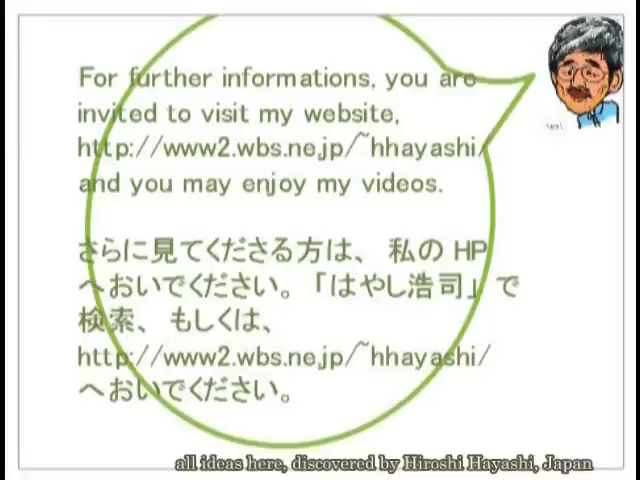 For further informations, you are
invited to visit my website,
http://www2.wbs.ne.jp/~hhayashi/
and you may enjoy my videos.
さらに見てくださる方は、 私の HP
へおいでください。「はやし浩司」 で
検索、 もしくは、
http://www2.wbs.ne.jp/~hhayashi/
へおいでください。
all ideas here, discovered by Hiroshi Hayashi, Japan